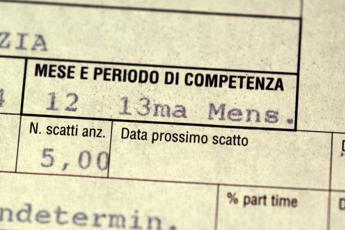 ZIA
MESE E PERIODO DI COMPETENZA
12 13ma Mens.
N. scatti anz. Data prossimo scatto
5,00
% part time
ndetermin.